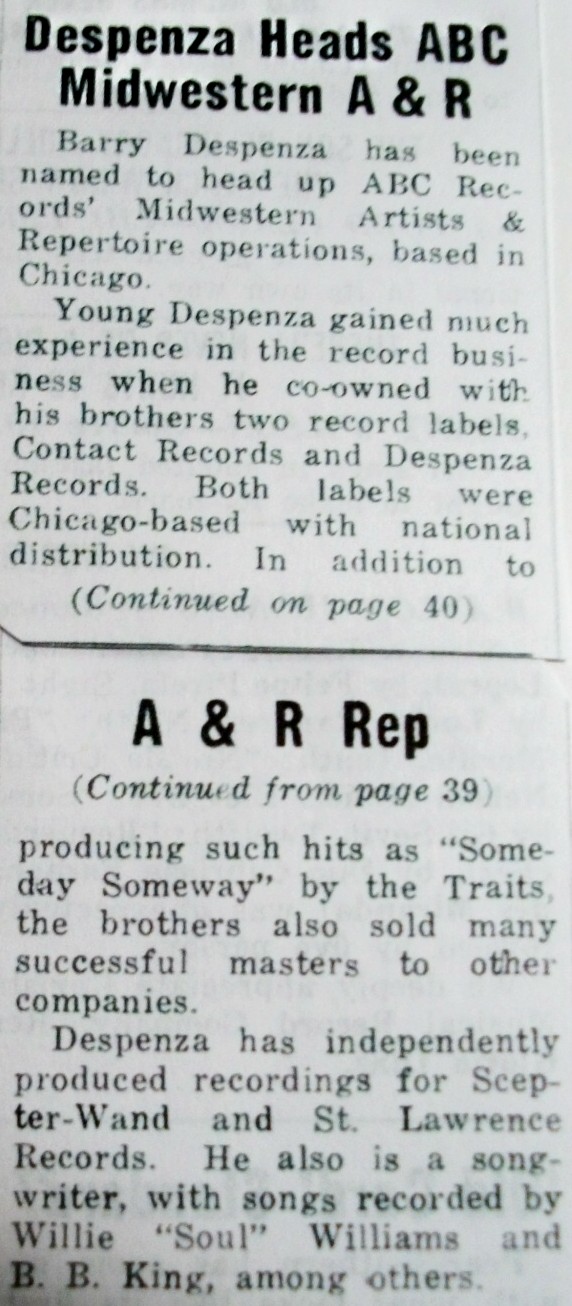 Despenza Heads ABC
Midwestern A & R
Barry Despenza has been
named to head up ABC Rec-
ords' Midwestern Artists &
Repertoire operations, based in
Chicago.
Young Despenza gained much
experience in the record busi-
ness when he co-owned with
his brothers two record labels,
Contact Records and Despenza
Records. Both labels were
Chicago-based with national
distribution. In addition to
(Continued on page 40)
A & R Rep
(Continued from page 39)
producing such hits as "Some-
day Someway" by the Traits,
the brothers also sold many
successful masters to other
companies.
Despenza has independently
produced recordings for Scep-
ter-Wand and St. Lawrence
Records. He also is a song-
writer, with songs recorded by
Willie "Soul" Williams and
B. B. King, among others.